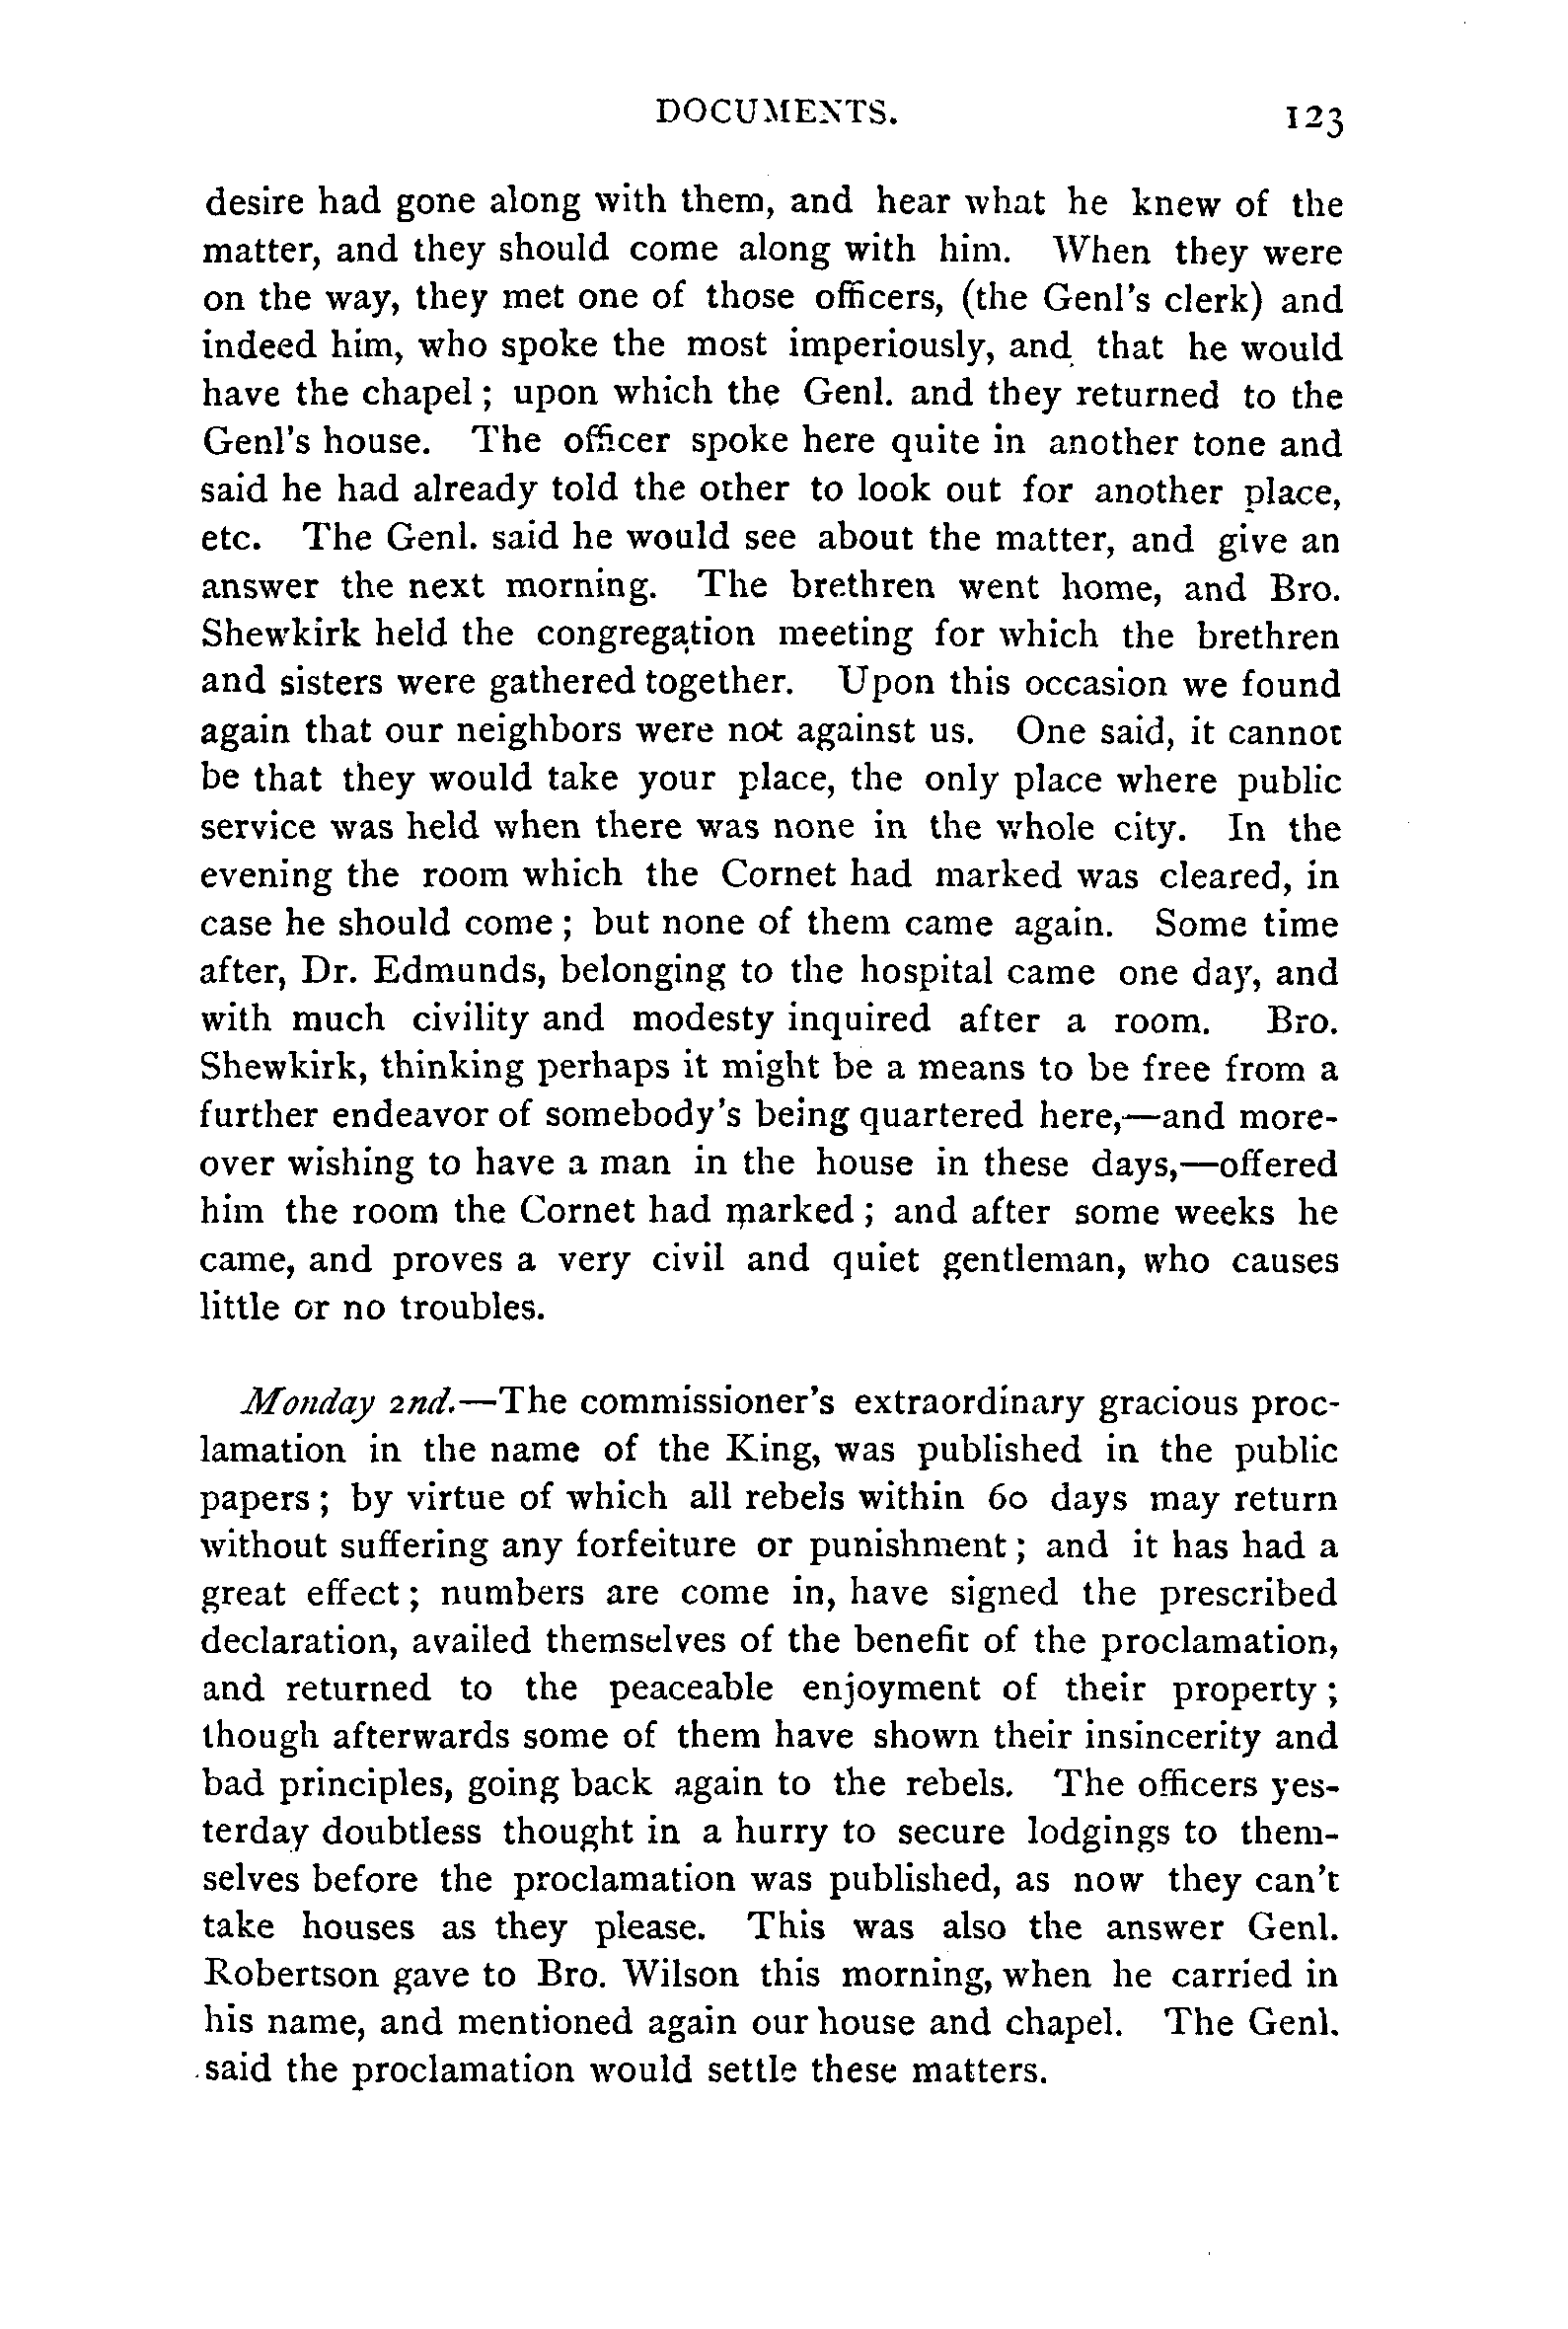 DOCUMENTS. 123
desire had gone along with them, and hear what he knew of the
matter, and they should come along with him. When they were
on the way, they met one of those officers, (the Genl's clerk) and
indeed him, who spoke the most imperiously, and that he would
have the chapel ; upon which the Genl. and they returned to the
Genl's house. The officer spoke here quite in another tone and
said he had already told the other to look out for another place,
etc. The Genl. said he would see about the matter, and give an
answer the next morning. The brethren went home, and Bro.
Shewkirk held the congregation meeting for which the brethren
and sisters were gathered together. Upon this occasion we found
again that our neighbors were not against us. One said, it cannot
be that they would take your place, the only place where public
service was held when there was none in the whole city. In the
evening the room which the Cornet had marked was cleared, in
case he should come ; but none of them came again. Some time
after, Dr. Edmunds, belonging to the hospital came one day, and
with much civility and modesty inquired after a room. Bro.
Shewkirk, thinking perhaps it might be a means to be free from a
further endeavor of somebody's being quartered here,—and more-
over wishing to have a man in the house in these days,—offered
him the room the Cornet had marked ; and after some weeks he
came, and proves a very civil and quiet gentleman, who causes
little or no troubles.
Monday 2nd.—The commissioner's extraordinary gracious proc-
lamation in the name of the King, was published in the public
papers ; by virtue of which all rebels within 60 days may return
without suffering any forfeiture or punishment ; and it has had a
great effect ; numbers are come in, have signed the prescribed
declaration, availed themselves of the benefit of the proclamation,
and returned to the peaceable enjoyment of their property ;
though afterwards some of them have shown their insincerity and
bad principles, going back again to the rebels. The officers yes-
terday doubtless thought in a hurry to secure lodgings to them-
selves before the proclamation was published, as now they can't
take houses as they please. This was also the answer Genl.
Robertson gave to Bro. Wilson this morning, when he carried in
his name, and mentioned again our house and chapel. The Genl.
said the proclamation would settle these matters.